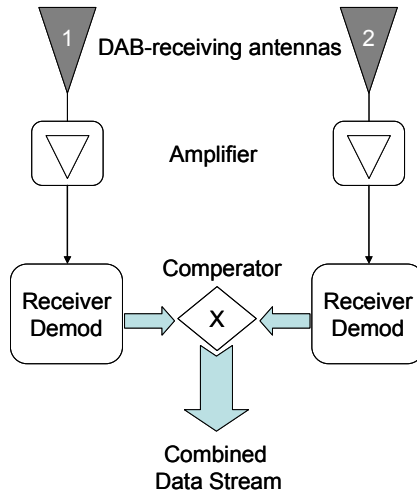 1
DAB-receiving antennas
2
Amplifier
Comperator
Receiver
Demod
X
Receiver
Demod
Combined
Data Stream